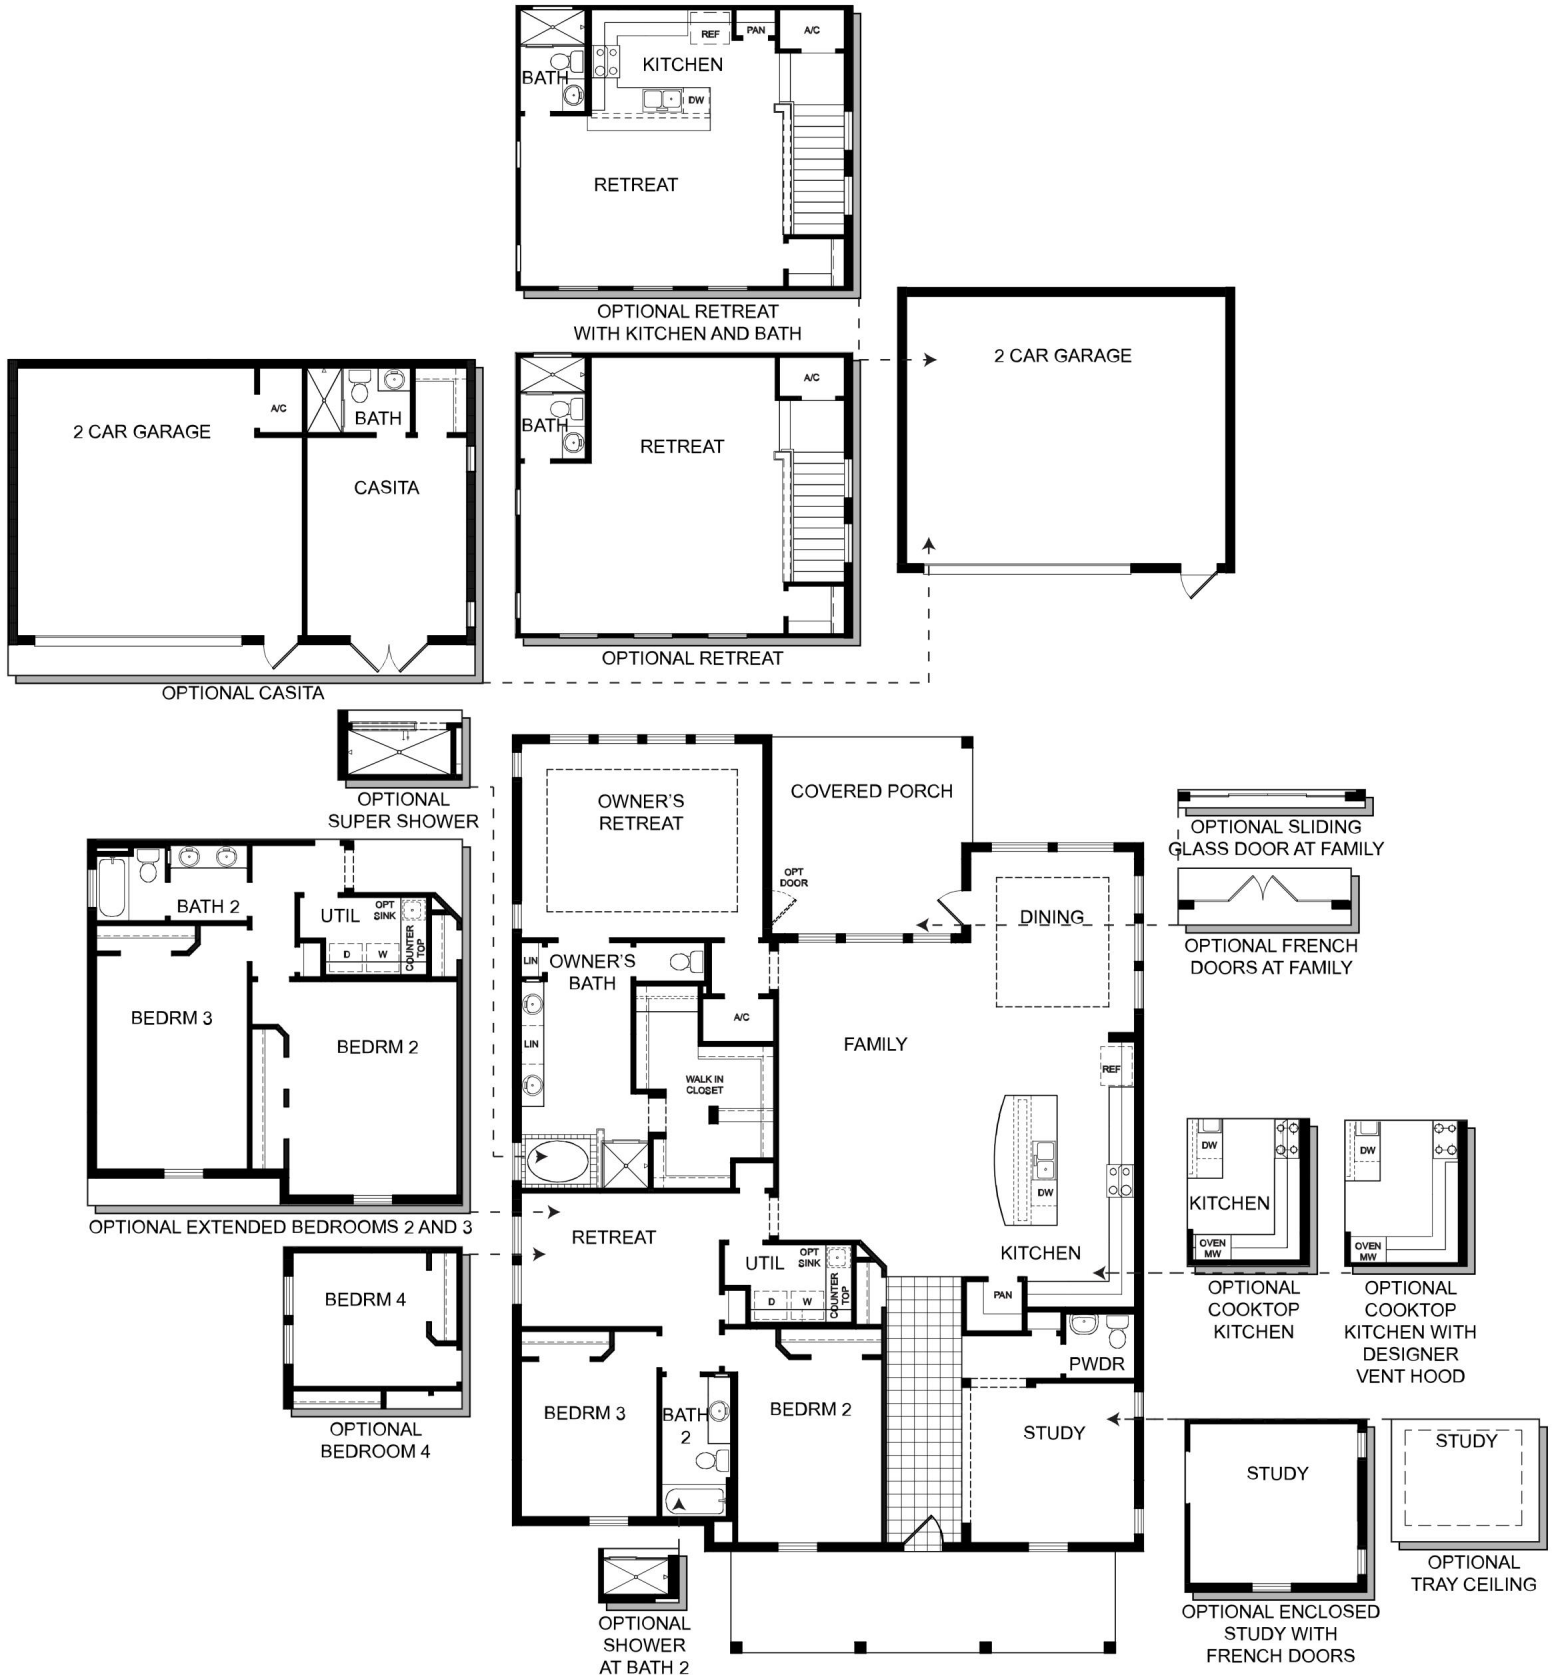 REF
PAN
A/C
KITCHEN
BATH
DW
RETREAT
OPTIONAL RETREAT
WITH KITCHEN AND BATH
2 CAR GARAGE
A/C
BATH
RETREAT
OPTIONAL RETREAT
A/C
BATH
2 CAR GARAGE
CASITA
OPTIONAL CASITA
OPTIONAL
SUPER SHOWER
BATH 2
UTIL
OPT
SINK
D
W
COUNTER
TOP
BEDRM 3
BEDRM 2
OPTIONAL EXTENDED BEDROOMS 2 AND 3
BEDRM 4
OPTIONAL
BEDROOM 4
OWNER'S
RETREAT
COVERED PORCH
OPT
DOOR
DINING
LIN
OWNER'S
BATH
A/C
LIN
WALK IN
CLOSET
FAMILY
REF
DW
KITCHEN
RETREAT
UTIL
OPT
SINK
D
W
COUNTER
TOP
PAN
PWDR
BEDRM 3
BATH
2
BEDRM 2
STUDY
OPTIONAL
SHOWER
AT BATH 2
OPTIONAL SLIDING
GLASS DOOR AT FAMILY
OPTIONAL FRENCH
DOORS AT FAMILY
DW
KITCHEN
OVEN
MW
OPTIONAL
COOKTOP
KITCHEN
DW
OVEN
MW
OPTIONAL
COOKTOP
KITCHEN WITH
DESIGNER
VENT HOOD
STUDY
OPTIONAL ENCLOSED
STUDY WITH
FRENCH DOORS
STUDY
OPTIONAL
TRAY CEILING